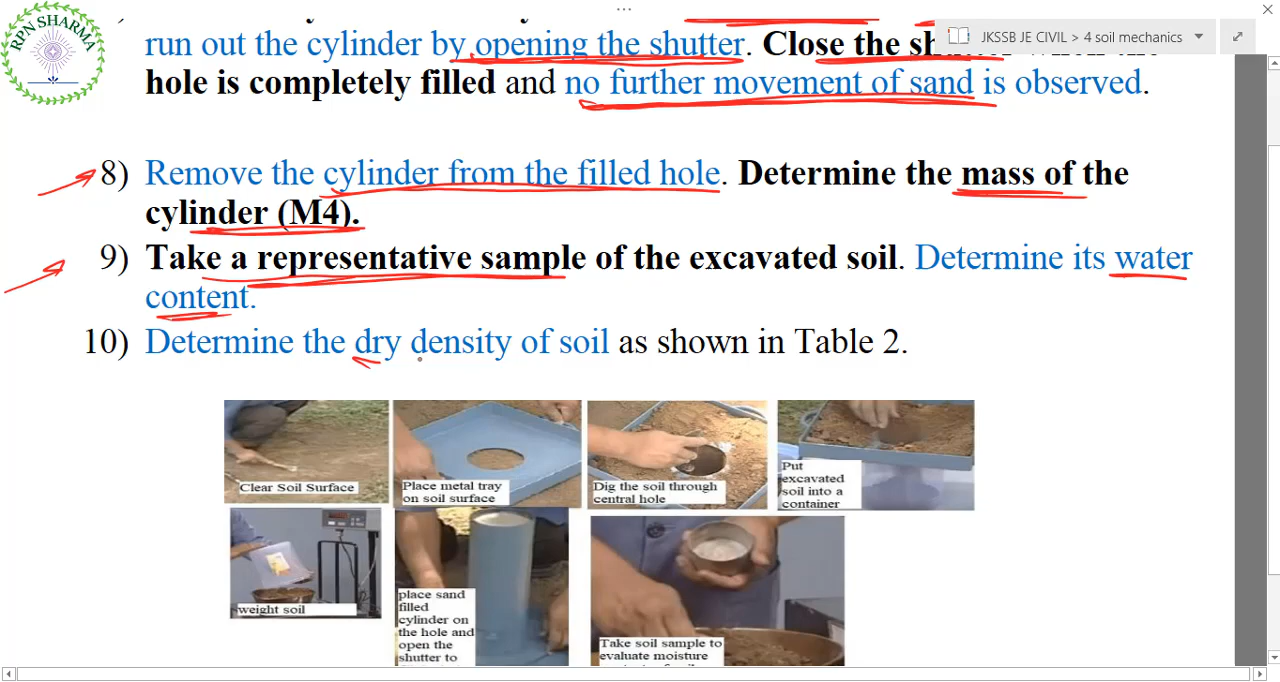 RPN SHARMA
JKSSB JE CIVIL > 4 soil mechanics
run out the cylinder by opening the shutter. Close the
hole is completely filled and no further movement of sand is observed.
8) Remove the cylinder from the filled hole. Determine the mass of the
cylinder (M4).
9) Take a representative sample of the excavated soil. Determine its water
content.
10) Determine the dry density of soil as shown in Table 2.
Clear Soil Surface
Place metal tray
on soil surface
Dig the soil through
central hole
Put
excavated
soil into a
container
weight soil
place sand
filled
cylinder on
the hole and
open the
shutter to
Take soil sample to
evaluate moisture